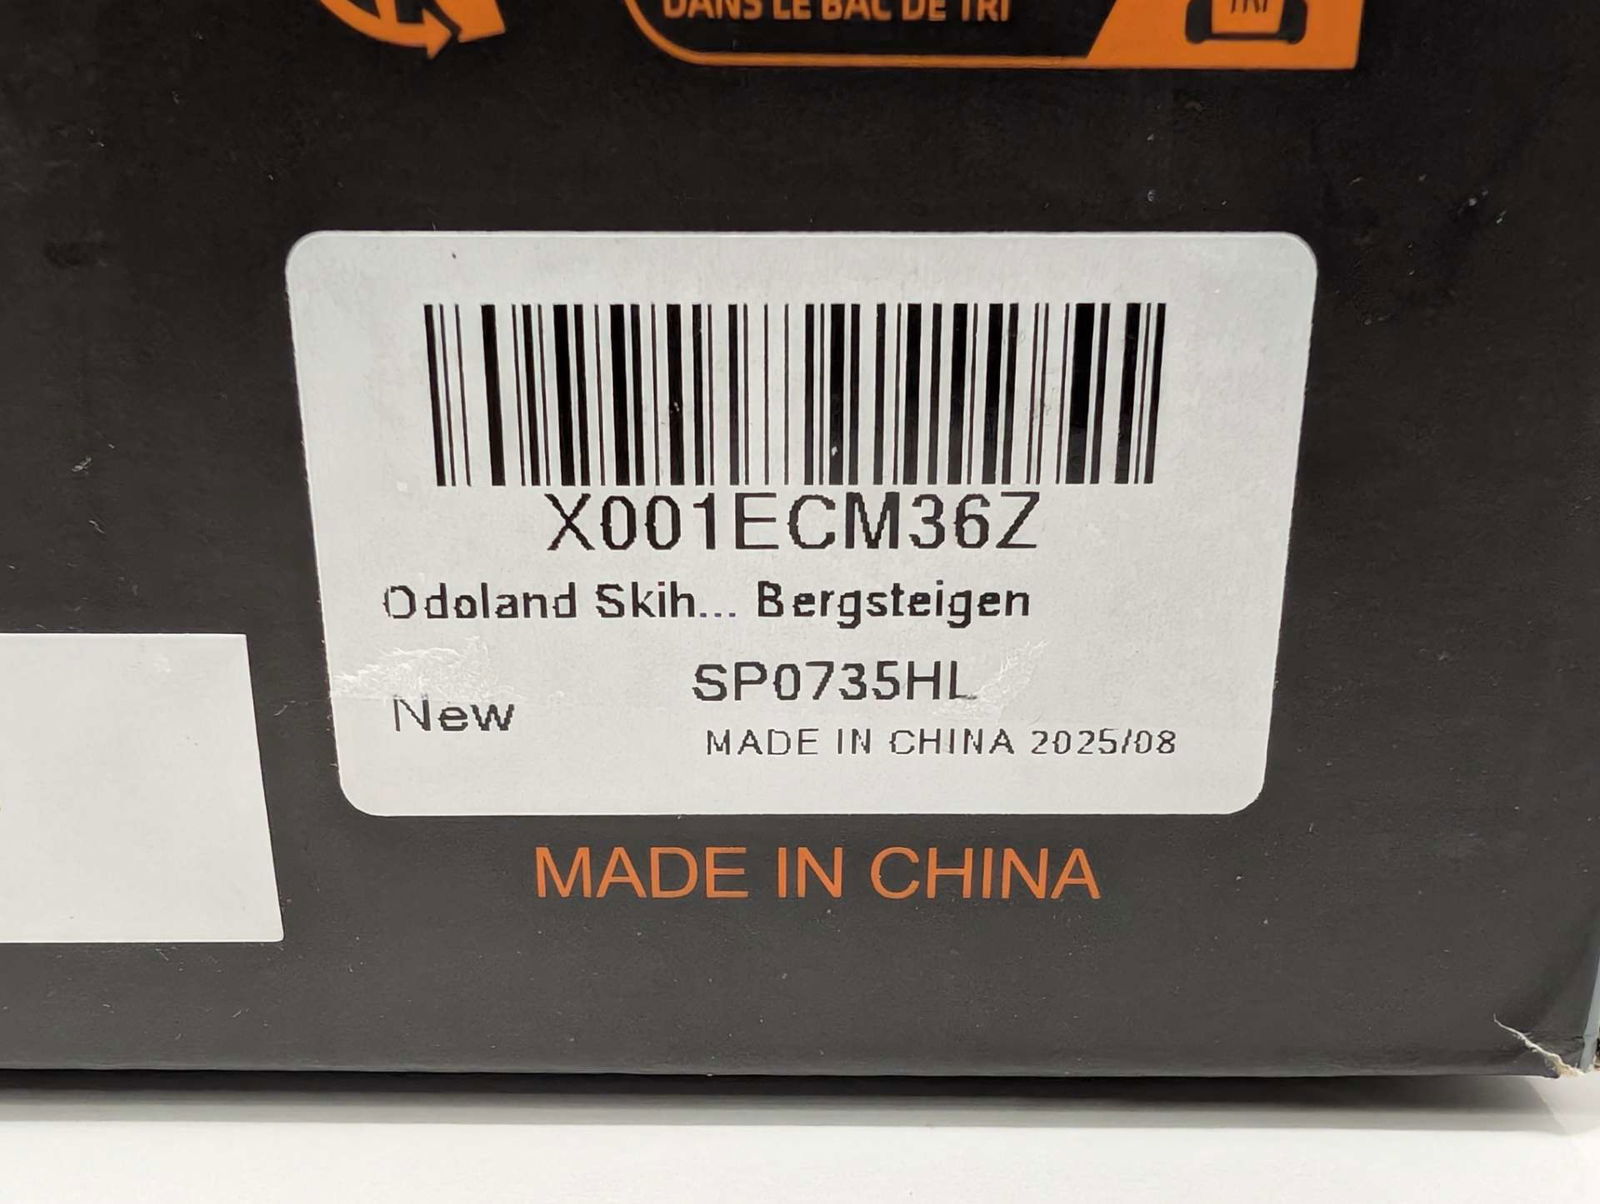 DANS LE BAC DE TRI
TRI
X001ECM36Z
Odoland Skih... Bergsteigen
SP0735HL
New
MADE IN CHINA 2025/08
MADE IN CHINA